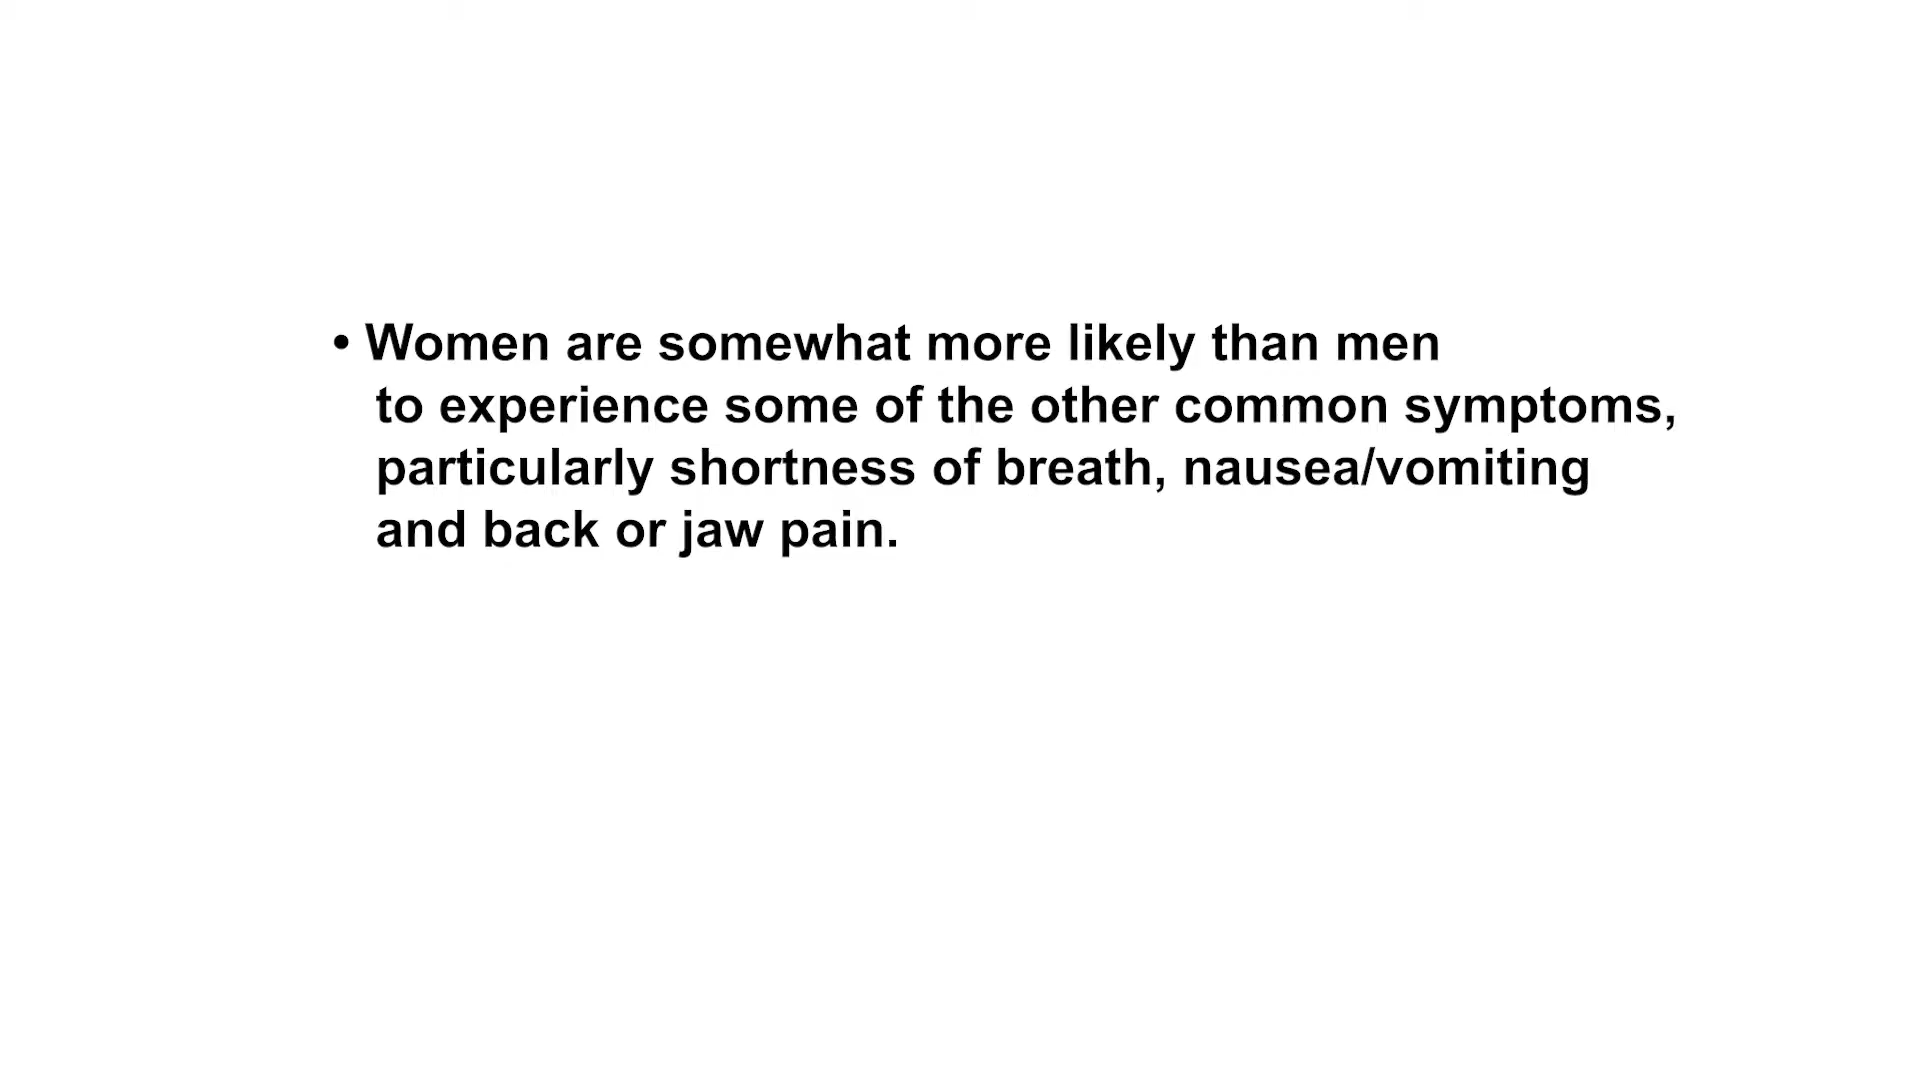 • Women are somewhat more likely than men
to experience some of the other common symptoms,
particularly shortness of breath, nausea/vomiting
and back or jaw pain.